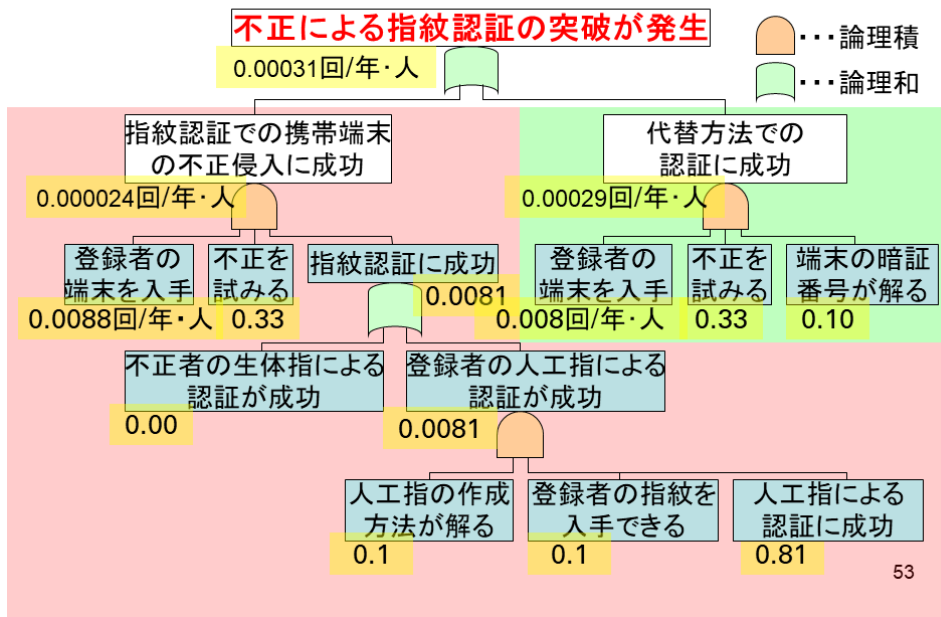 不正による指紋認証の突破が発生
･･･論理積
0.00031回/年･人
･･･論理和
指紋認証での携帯端末
の不正侵入に成功
代替方法での
認証に成功
0.000024回/年･人
0.00029回/年･人
登録者の
端末を入手
不正を
試みる
指紋認証に成功
登録者の
端末を入手
不正を
試みる
端末の暗証
番号が解る
0.0081
0.0088回/年・人
0.33
0.008回/年･人
0.33
0.10
不正者の生体指による
認証が成功
登録者の人工指による
認証が成功
0.00
0.0081
人工指の作成
方法が解る
登録者の指紋を
入手できる
人工指による
認証に成功
0.1
0.1
0.81
53